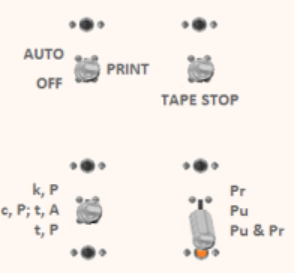 AUTO
PRINT
OFF
TAPE STOP
k, P
c, P; t, A
t, P
Pr
Pu
Pu & Pr